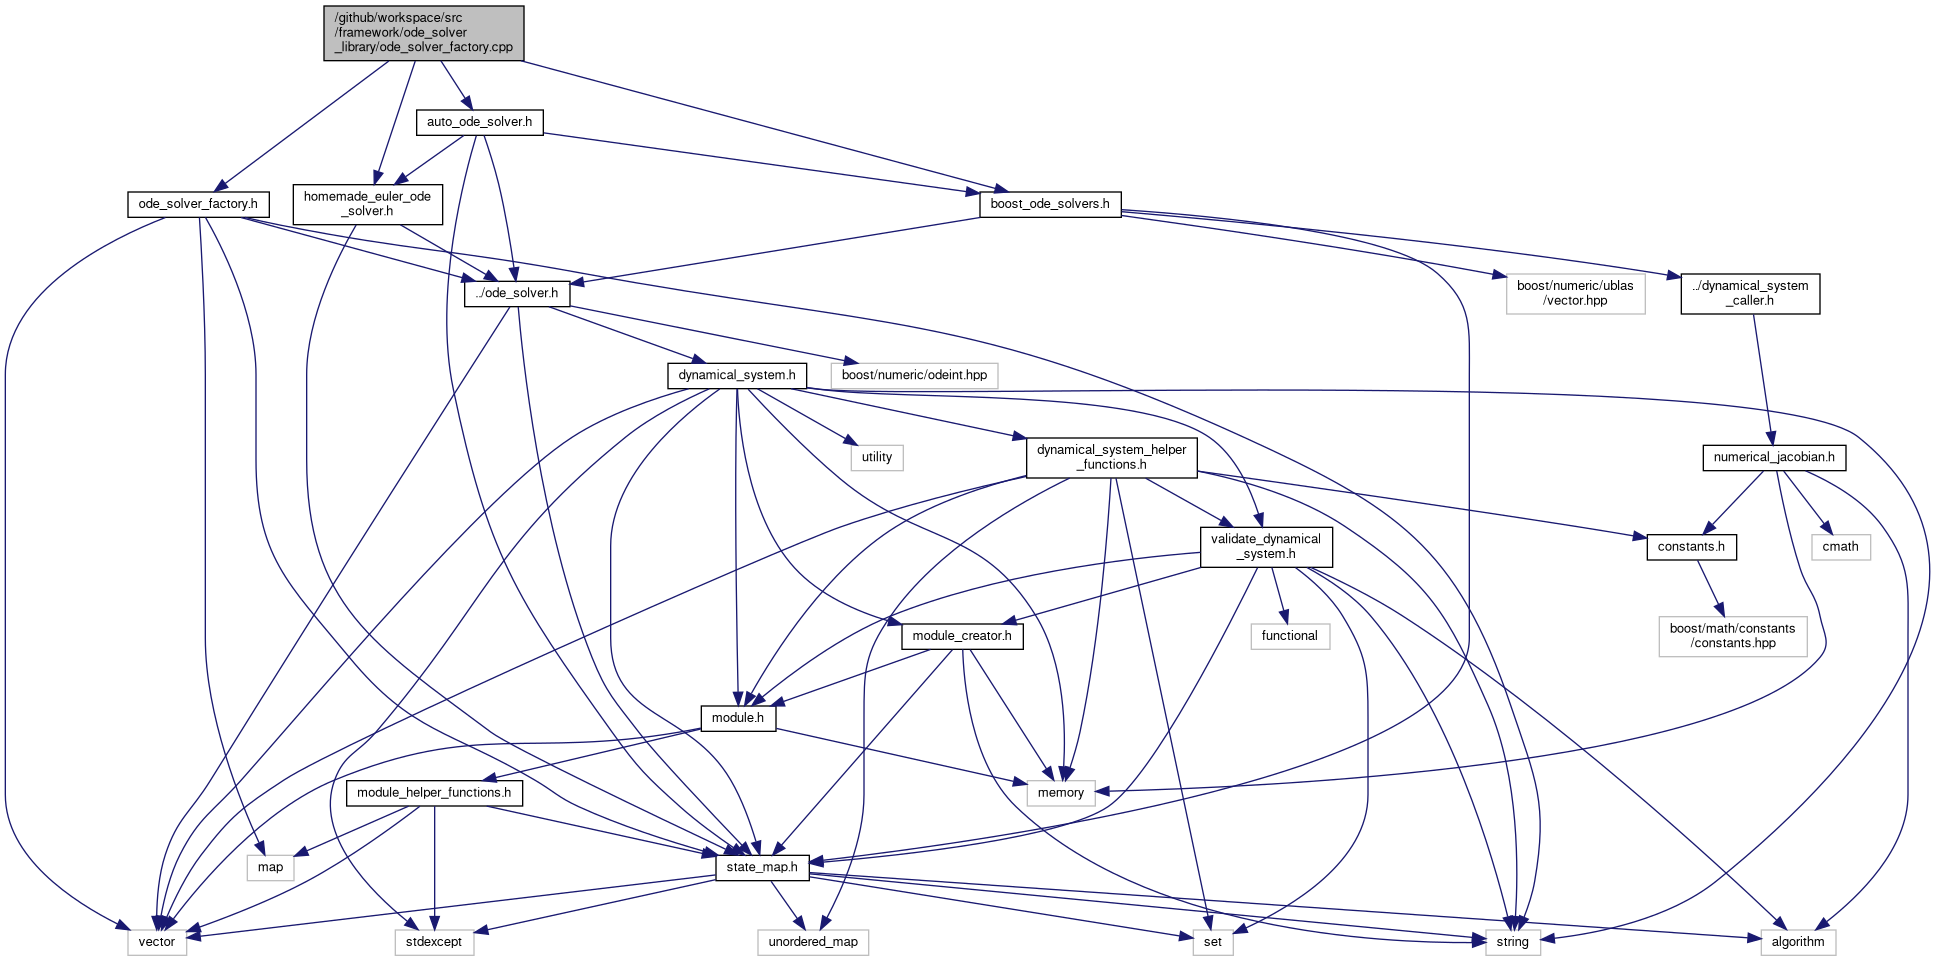 /github/workspace/src
/framework/ode_solver
_library/ode_solver_factory.cpp
auto_ode_solver.h
ode_solver_factory.h
homemade_euler_ode
_solver.h
boost_ode_solvers.h
../ode_solver.h
boost/numeric/ublas
/vector.hpp
../dynamical_system
_caller.h
dynamical_system.h
boost/numeric/odeint.hpp
utility
dynamical_system_helper
_functions.h
numerical_jacobian.h
validate_dynamical
_system.h
constants.h
cmath
module_creator.h
functional
boost/math/constants
/constants.hpp
module.h
module_helper_functions.h
memory
map
state_map.h
vector
stdexcept
unordered_map
set
string
algorithm